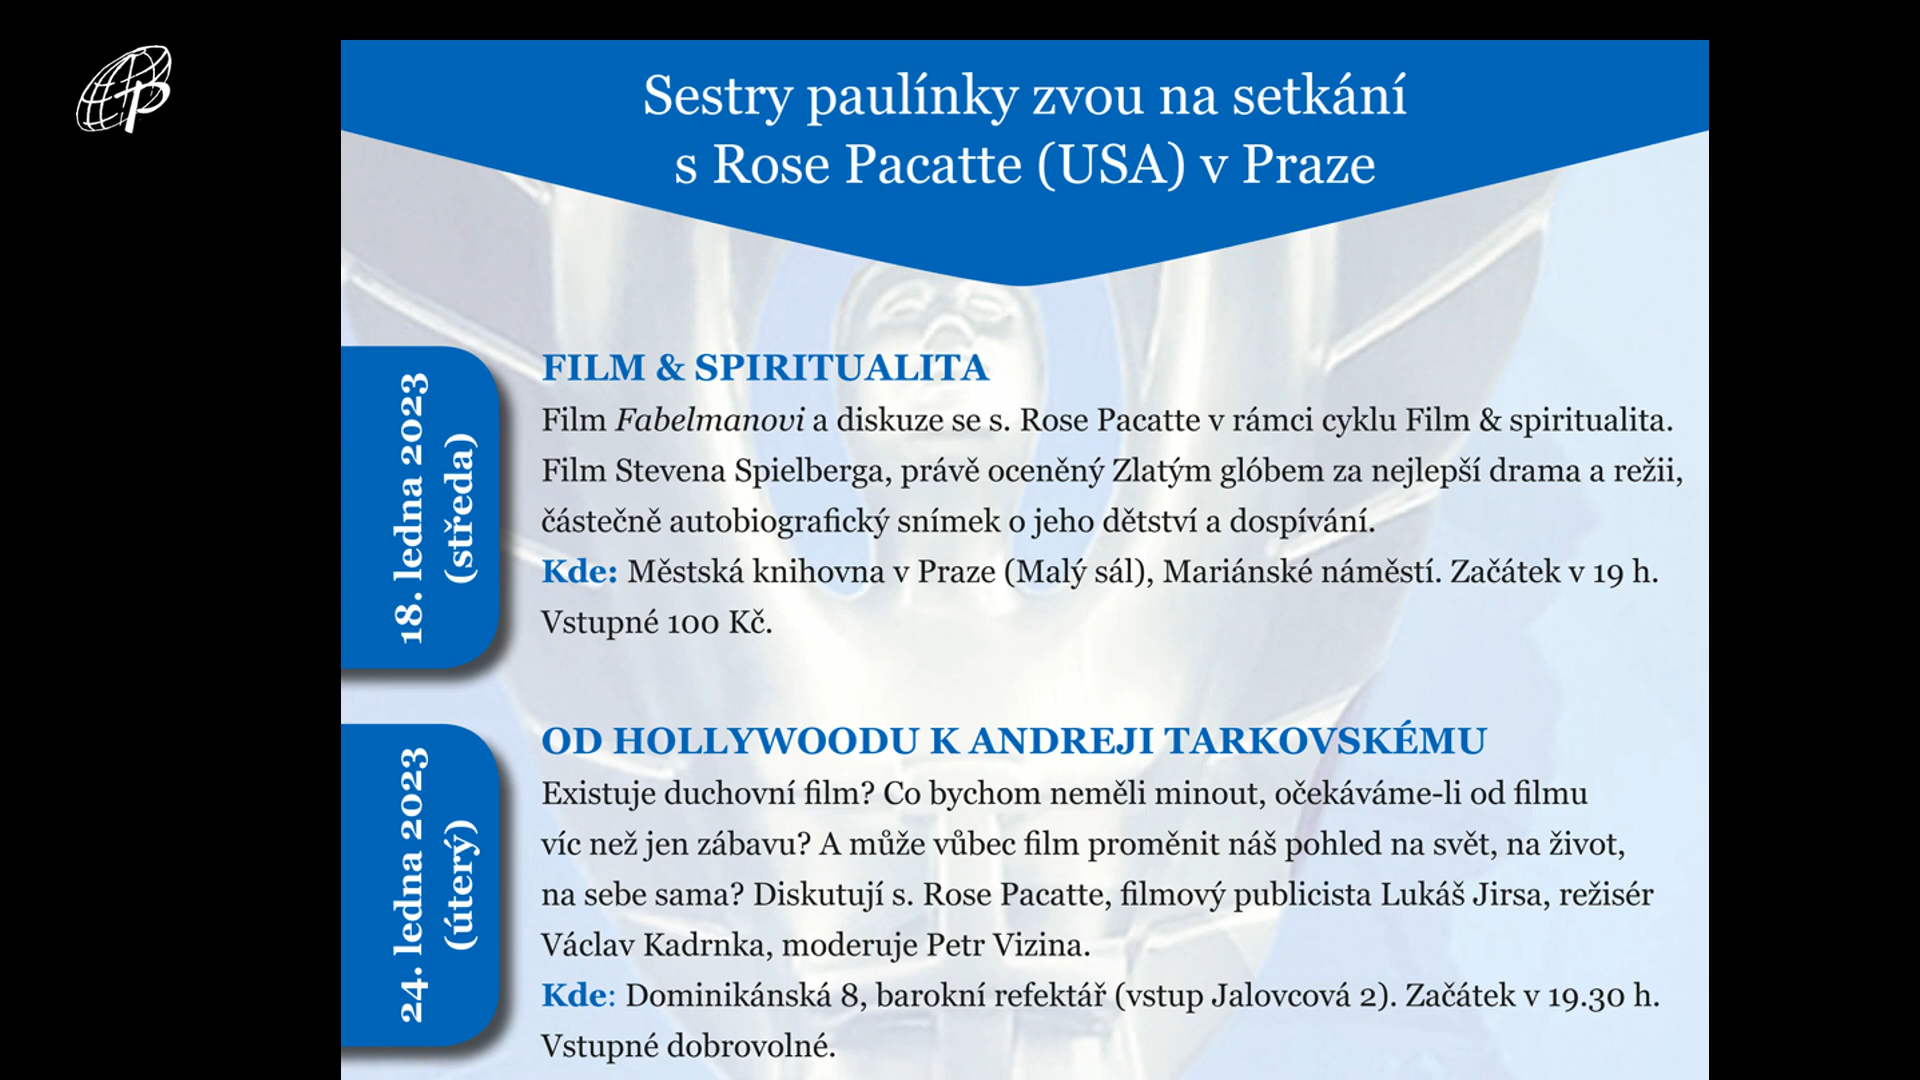 Sestry paulínky zvou na setkání
s Rose Pacatte (USA) v Praze
18. ledna 2023
(středa)
FILM & SPIRITUALITA
Film Fabelmanovi a diskuze se s. Rose Pacatte v rámci cyklu Film & spiritualita.
Film Stevena Spielberga, právě oceněný Zlatým glóbem za nejlepší drama a režii,
částečně autobiografický snímek o jeho dětství a dospívání.
Kde: Městská knihovna v Praze (Malý sál), Mariánské náměstí. Začátek v 19 h.
Vstupné 100 Kč.
24. ledna 2023
(úterý)
OD HOLLYWOODU K ANDREJI TARKOVSKÉMU
Existuje duchovní film? Co bychom neměli minout, očekáváme-li od filmu
víc než jen zábavu? A může vůbec film proměnit náš pohled na svět, na život,
na sebe sama? Diskutují s. Rose Pacatte, filmový publicista Lukáš Jirsa, režisér
Václav Kadrnka, moderuje Petr Vizina.
Kde: Dominikánská 8, barokní refektář (vstup Jalovcová 2). Začátek v 19.30 h.
Vstupné dobrovolné.